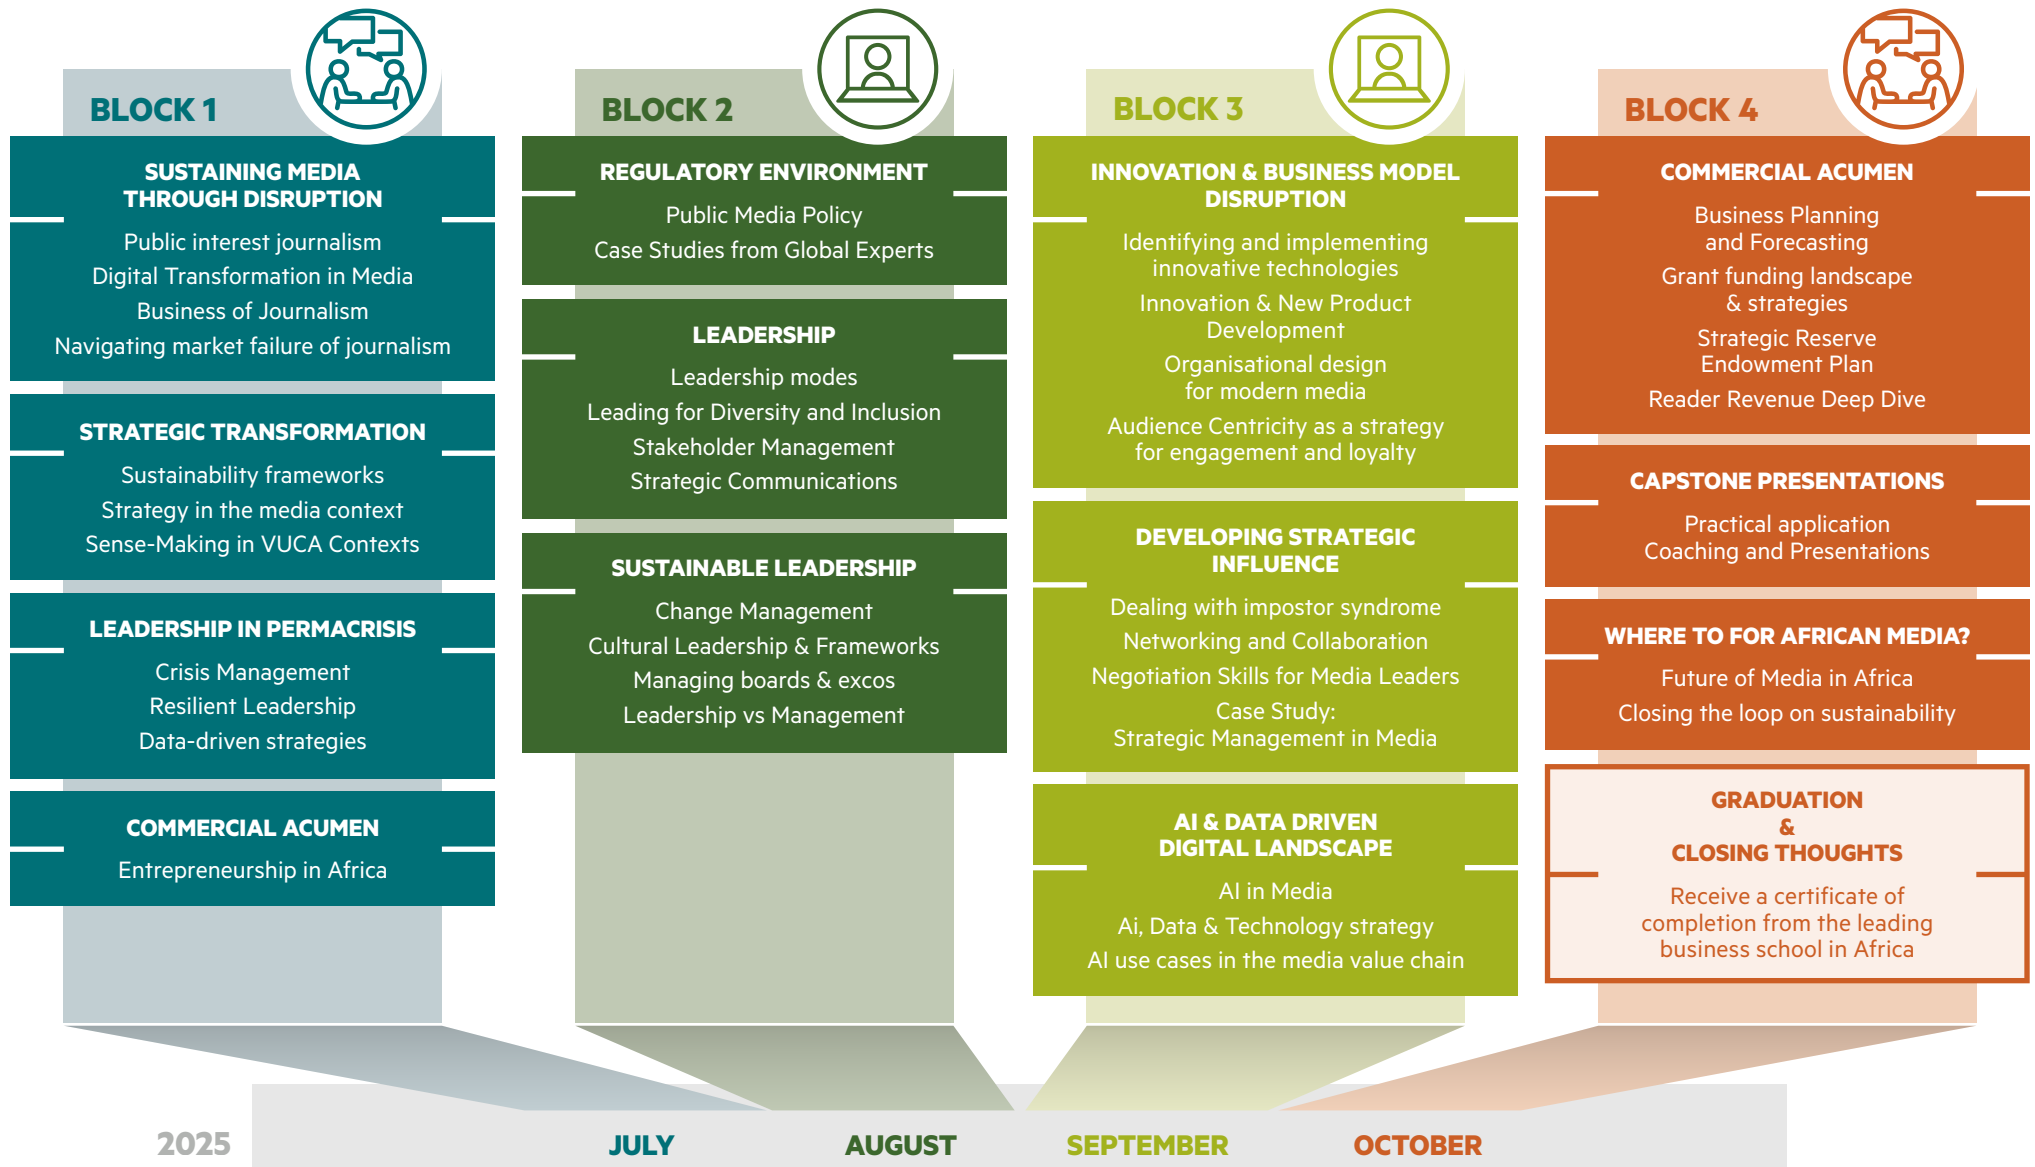 BLOCK 1
SUSTAINING MEDIA
THROUGH DISRUPTION
Public interest journalism
Digital Transformation in Media
Business of Journalism
Navigating market failure of journalism
STRATEGIC TRANSFORMATION
Sustainability frameworks
Strategy in the media context
Sense-Making in VUCA Contexts
LEADERSHIP IN PERMACRISIS
Crisis Management
Resilient Leadership
Data-driven strategies
COMMERCIAL ACUMEN
Entrepreneurship in Africa
BLOCK 2
REGULATORY ENVIRONMENT
Public Media Policy
Case Studies from Global Experts
LEADERSHIP
Leadership modes
Leading for Diversity and Inclusion
Stakeholder Management
Strategic Communications
SUSTAINABLE LEADERSHIP
Change Management
Cultural Leadership & Frameworks
Managing boards & excos
Leadership vs Management
BLOCK 3
INNOVATION & BUSINESS MODEL
DISRUPTION
Identifying and implementing
innovative technologies
Innovation & New Product
Development
Organisational design
for modern media
Audience Centricity as a strategy
for engagement and loyalty
DEVELOPING STRATEGIC
INFLUENCE
Dealing with impostor syndrome
Networking and Collaboration
Negotiation Skills for Media Leaders
Case Study:
Strategic Management in Media
AI & DATA DRIVEN
DIGITAL LANDSCAPE
AI in Media
Ai, Data & Technology strategy
AI use cases in the media value chain
BLOCK 4
COMMERCIAL ACUMEN
Business Planning
and Forecasting
Grant funding landscape
& strategies
Strategic Reserve
Endowment Plan
Reader Revenue Deep Dive
CAPSTONE PRESENTATIONS
Practical application
Coaching and Presentations
WHERE TO FOR AFRICAN MEDIA?
Future of Media in Africa
Closing the loop on sustainability
GRADUATION
&
CLOSING THOUGHTS
Receive a certificate of
completion from the leading
business school in Africa
2025
JULY
AUGUST
SEPTEMBER
OCTOBER